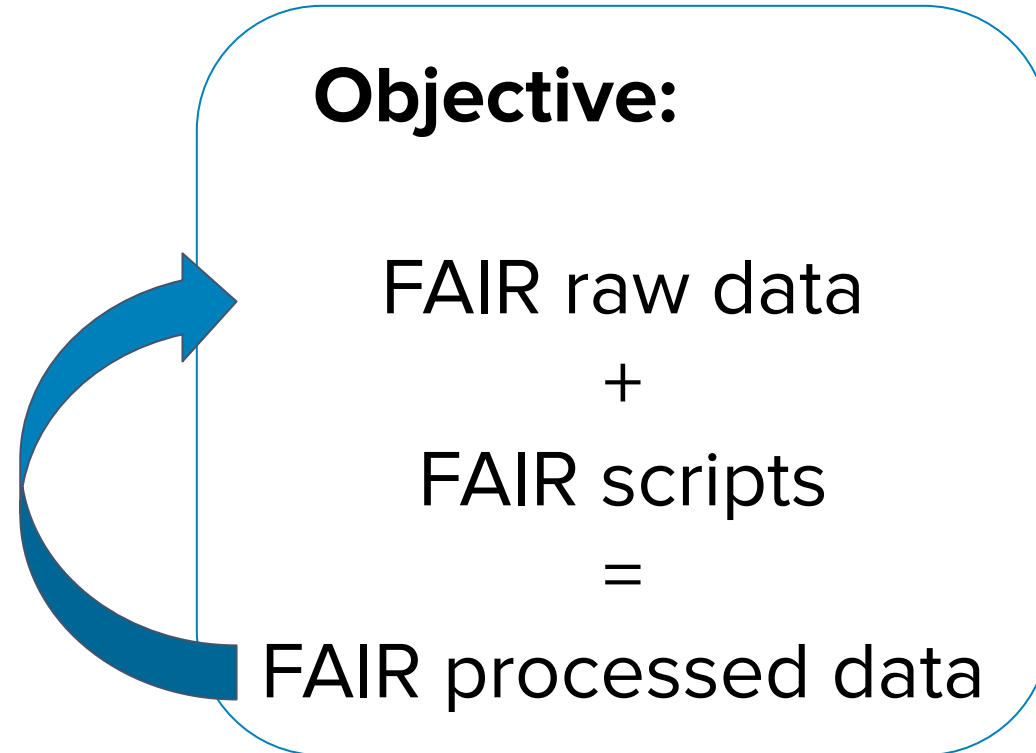 Objective:
FAIR raw data
+
FAIR scripts
=
FAIR processed data